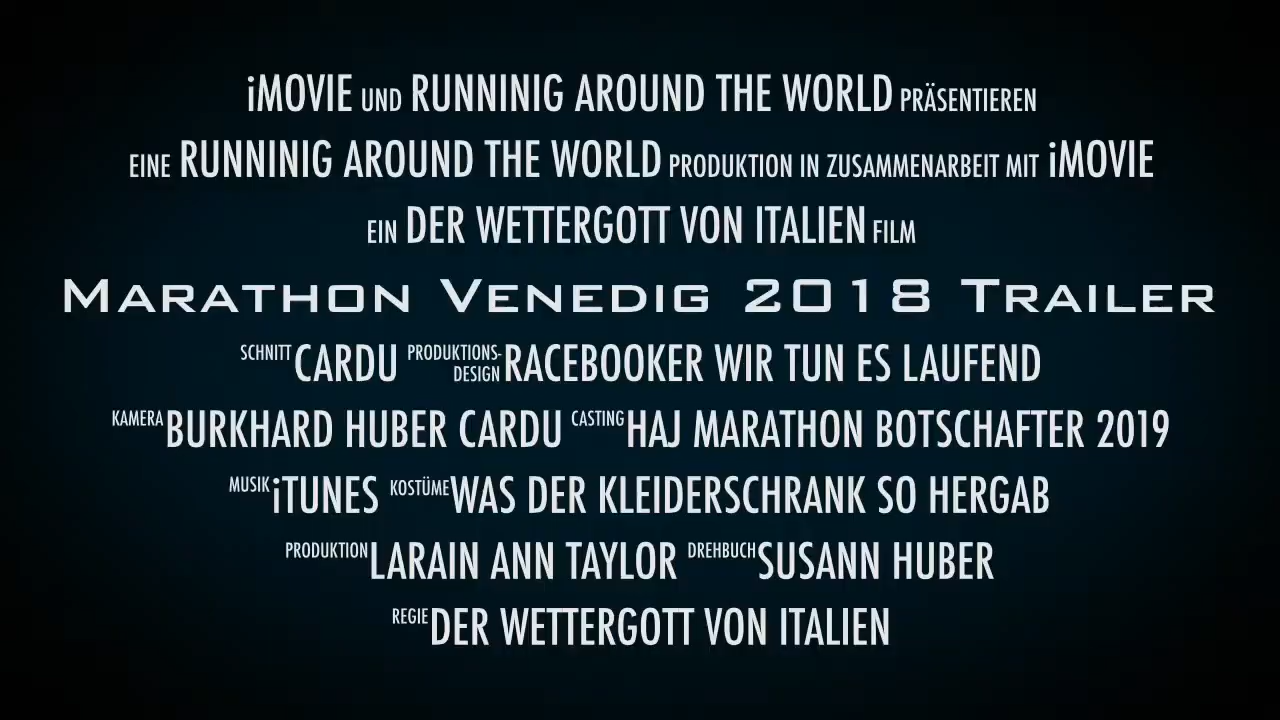 iMOVIE UND RUNNINIG AROUND THE WORLD PRÄSENTIEREN
EINE RUNNINIG AROUND THE WORLD PRODUKTION IN ZUSAMMENARBEIT MIT iMOVIE
EIN DER WETTERGOTT VON ITALIEN FILM
MARATHON VENEDIG 2018 TRAILER
SCHNITT CARDU PRODUKTIONS-DESIGN RACEBOOKER WIR TUN ES LAUFEND
KAMERA BURKHARD HUBER CARDU CASTING HAJ MARATHON BOTSCHAFTER 2019
MUSIK iTUNES KOSTÜME WAS DER KLEIDERSCHRANK SO HERGAB
PRODUKTION LARAIN ANN TAYLOR DREHBUCH SUSANN HUBER
REGIE DER WETTERGOTT VON ITALIEN